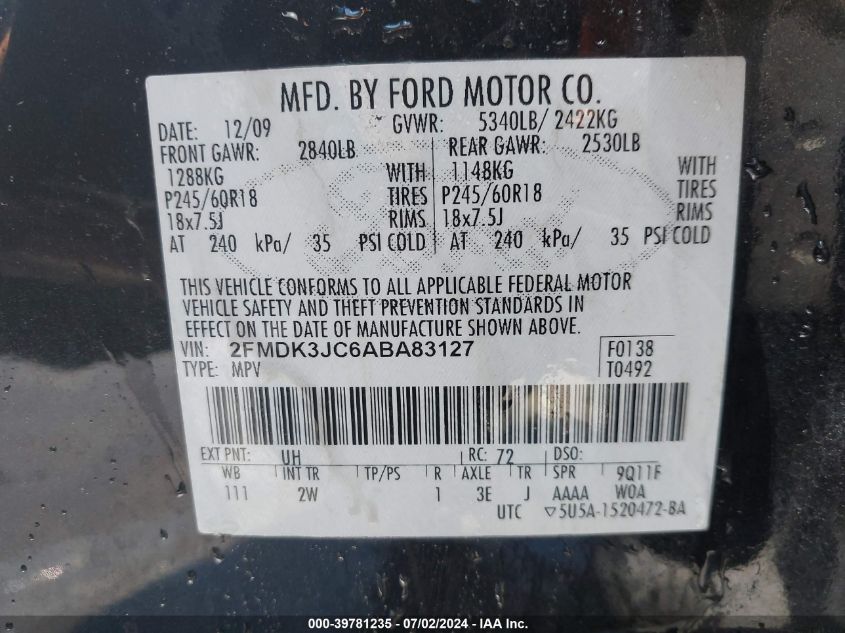 MFD. BY FORD MOTOR CO.
DATE: 12/09 GVWR: 5340LB/ 2422KG
FRONT GAWR: 2840LB REAR GAWR: 2530LB
1288KG WITH 1148KG WITH
P245/60R18 TIRES P245/60R18 TIRES
18x7.5J RIMS 18x7.5J RIMS
AT 240 kPa/ 35 PSI COLD AT 240 kPa/ 35 PSI COLD
THIS VEHICLE CONFORMS TO ALL APPLICABLE FEDERAL MOTOR
VEHICLE SAFETY AND THEFT PREVENTION STANDARDS IN
EFFECT ON THE DATE OF MANUFACTURE SHOWN ABOVE.
VIN: 2FMDK3JC6ABA83127 F0138
TYPE: MPV T0492
EXT PNT: UH RC: 72 DSO:
WB INT TR TP/PS R AXLE TR SPR 9Q11F
111 2W 1 3E J AAAA W0A
UTC ▽5U5A-1520472-BA
000-39781235 - 07/02/2024 - IAA Inc.